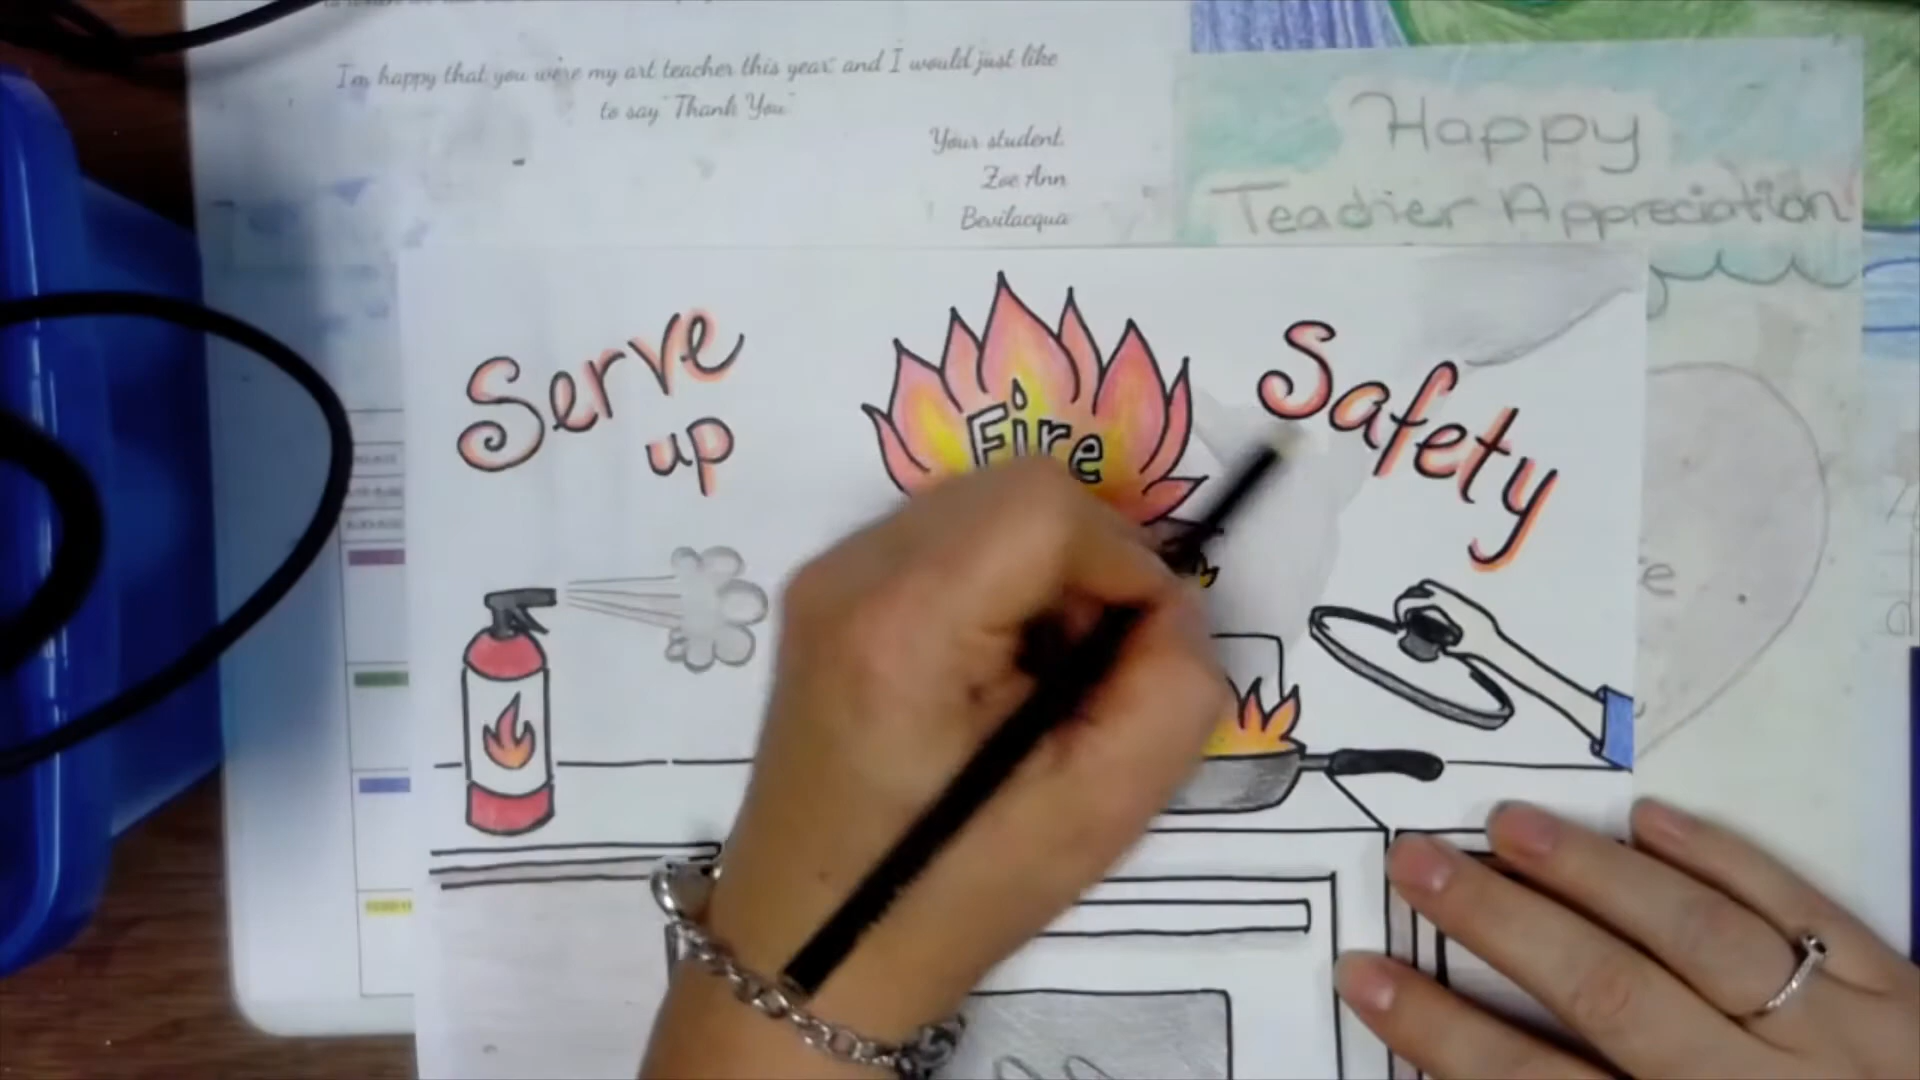 I'm happy that you were my art teacher this year and I would just like
to say "Thank You"
Your student,
Zoe Ann
Bevilacqua
Happy
Teacher Appreciation
Serve
up
Fire
Safety